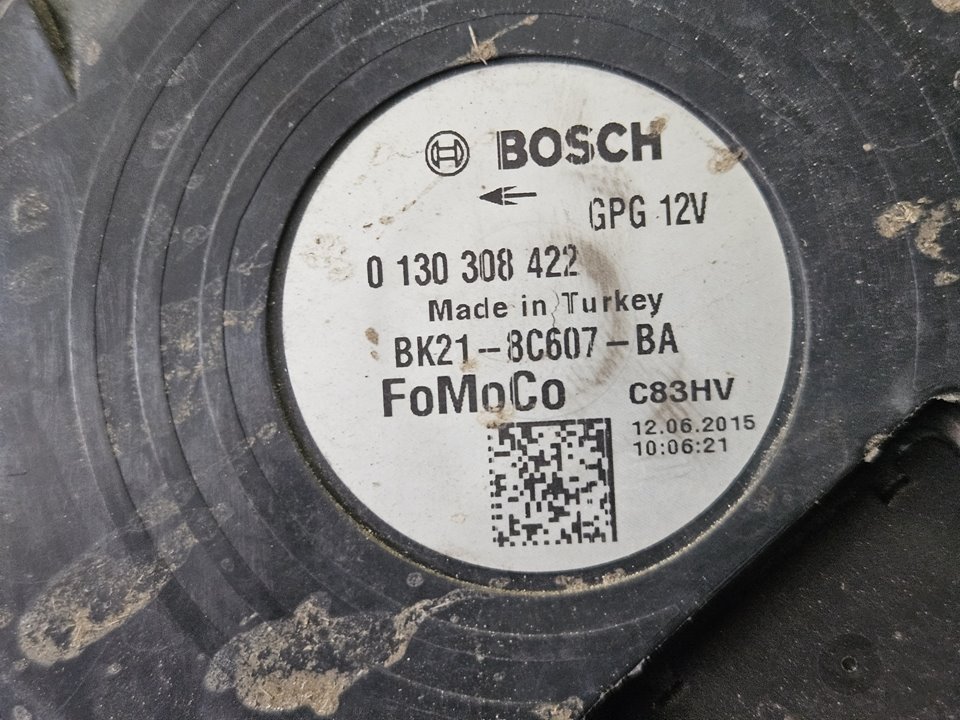 BOSCH
GPG 12V
0 130 308 422
Made in Turkey
BK21-8C607-BA
FoMoCo C83HV
12.06.2015
10:06:21